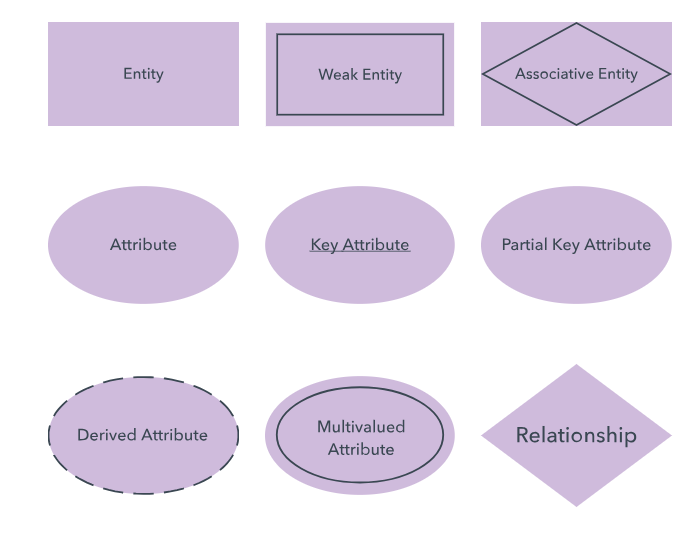 Entity
Weak Entity
Associative Entity
Attribute
Key Attribute
Partial Key Attribute
Derived Attribute
Multivalued
Attribute
Relationship